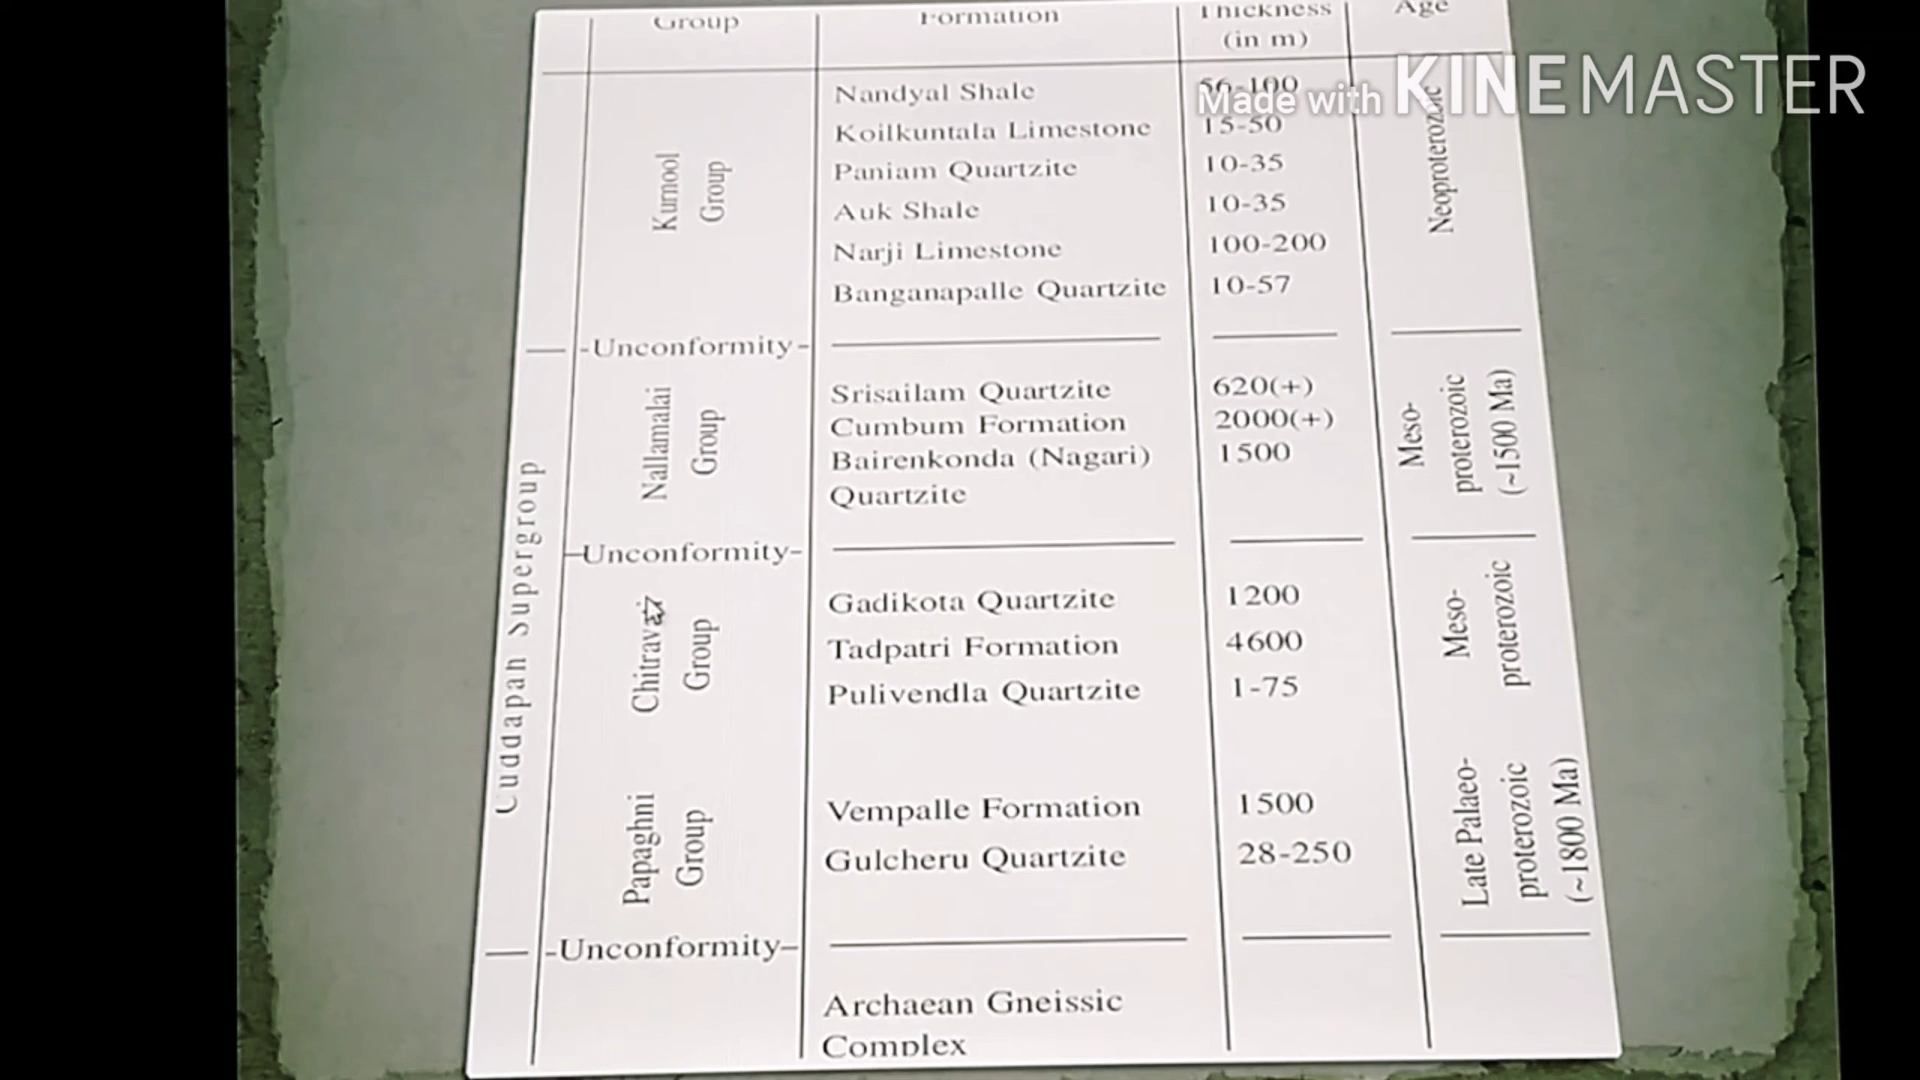 Group Formation Thickness Age
(in m)
Made with KINEMASTER
Nandyal Shale 56-100
Koilkuntala Limestone 15-50
Paniam Quartzite 10-35
Auk Shale 10-35
Narji Limestone 100-200
Banganapalle Quartzite 10-57
Kurnool
Group
Neoproterozoic
-Unconformity-
Srisailam Quartzite 620(+)
Cumbum Formation 2000(+)
Bairenkonda (Nagari) 1500
Quartzite
Nallamalai
Group
Meso-
proterozoic
(~1500 Ma)
-Unconformity-
Gadikota Quartzite 1200
Tadpatri Formation 4600
Pulivendla Quartzite 1-75
Group
Meso-
proterozoic
Vempalle Formation 1500
Gulcheru Quartzite 28-250
Papaghni
Group
Late Palaeo-
proterozoic
(~1800 Ma)
Cuddapah Supergroup
-Unconformity-
Archaean Gneissic
Complex